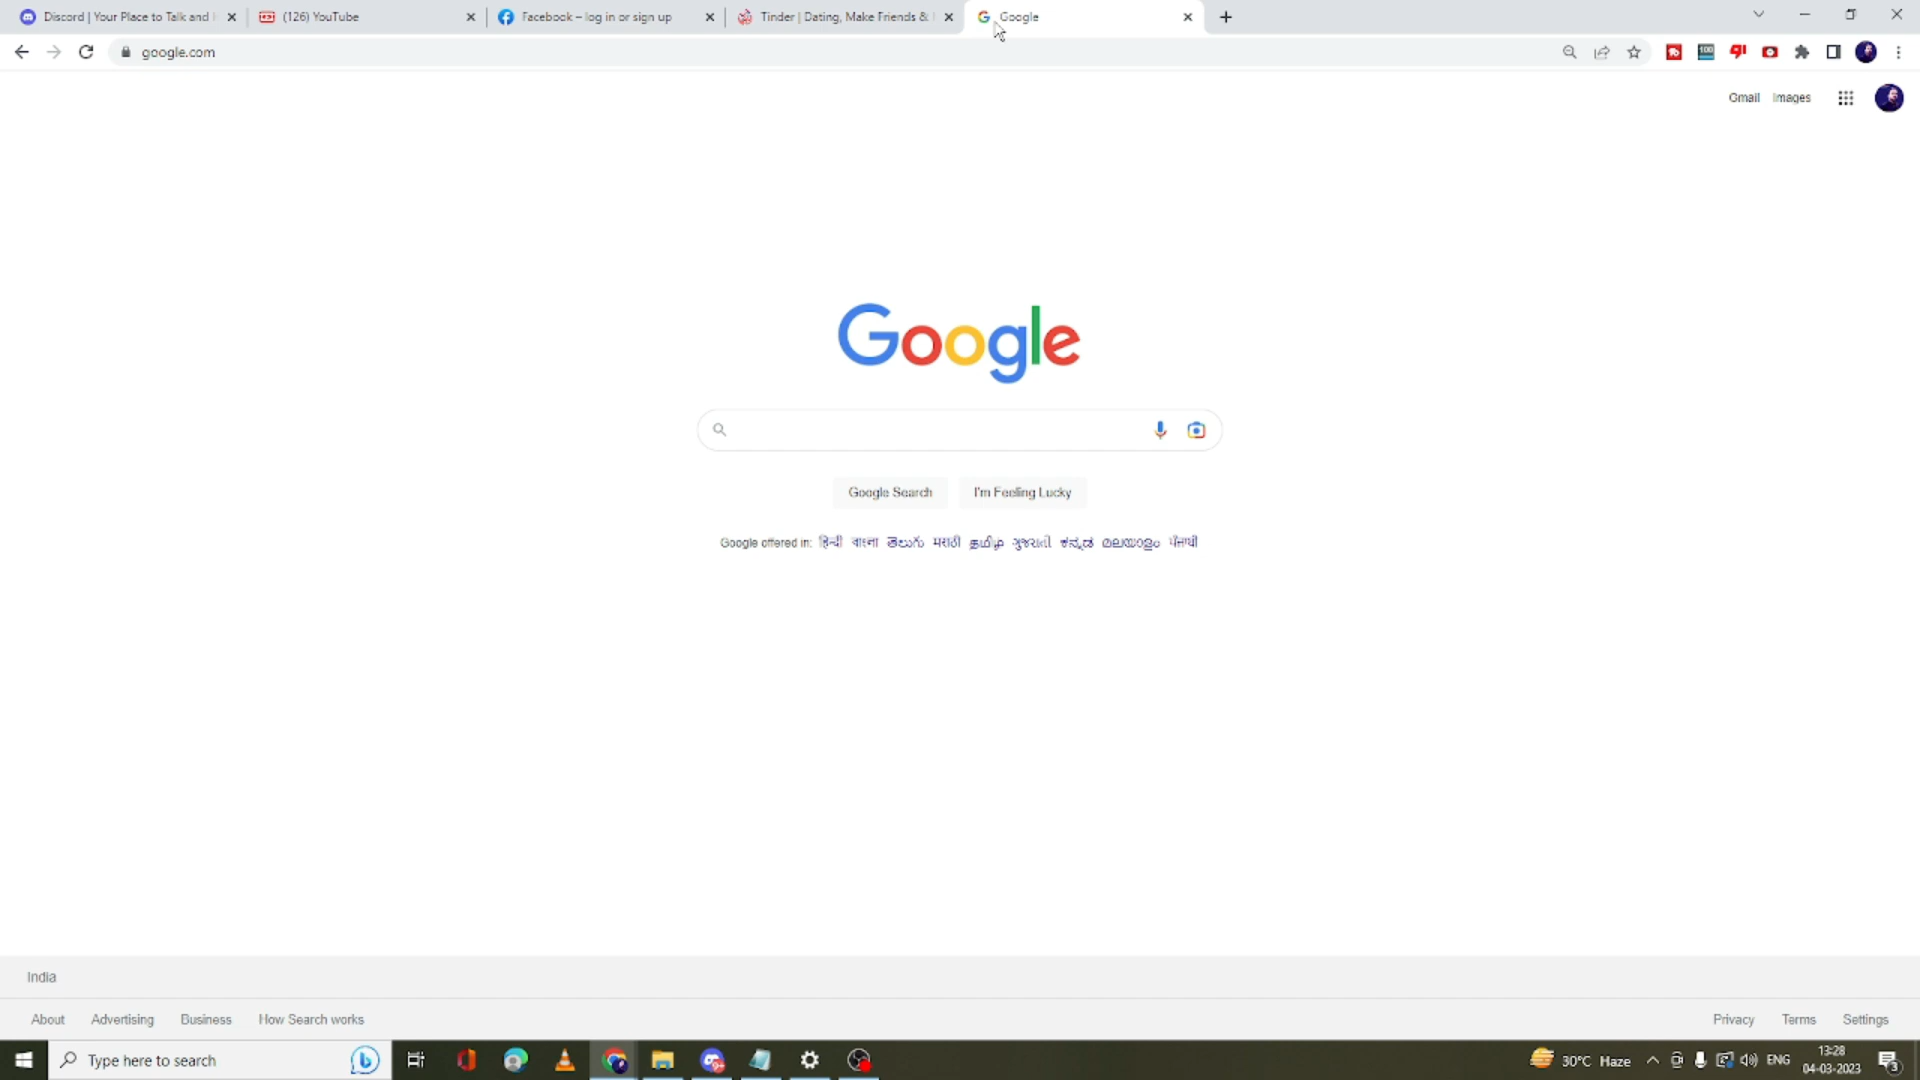 Discord | Your Place to Talk and
(126) YouTube
Facebook – log in or sign up
Tinder | Dating, Make Friends &
Google
google.com
100
Gmail Images
Google
Google Search
I'm Feeling Lucky
Google offered in: हिन्दी বাংলা తెలుగు मराठी தமிழ் ગુજરાતી ಕನ್ನಡ മലയാളം ਪੰਜਾਬੀ
India
About Advertising Business How Search works
Privacy Terms Settings
Type here to search
30°C Haze
ENG
13:28
04-03-2023
3